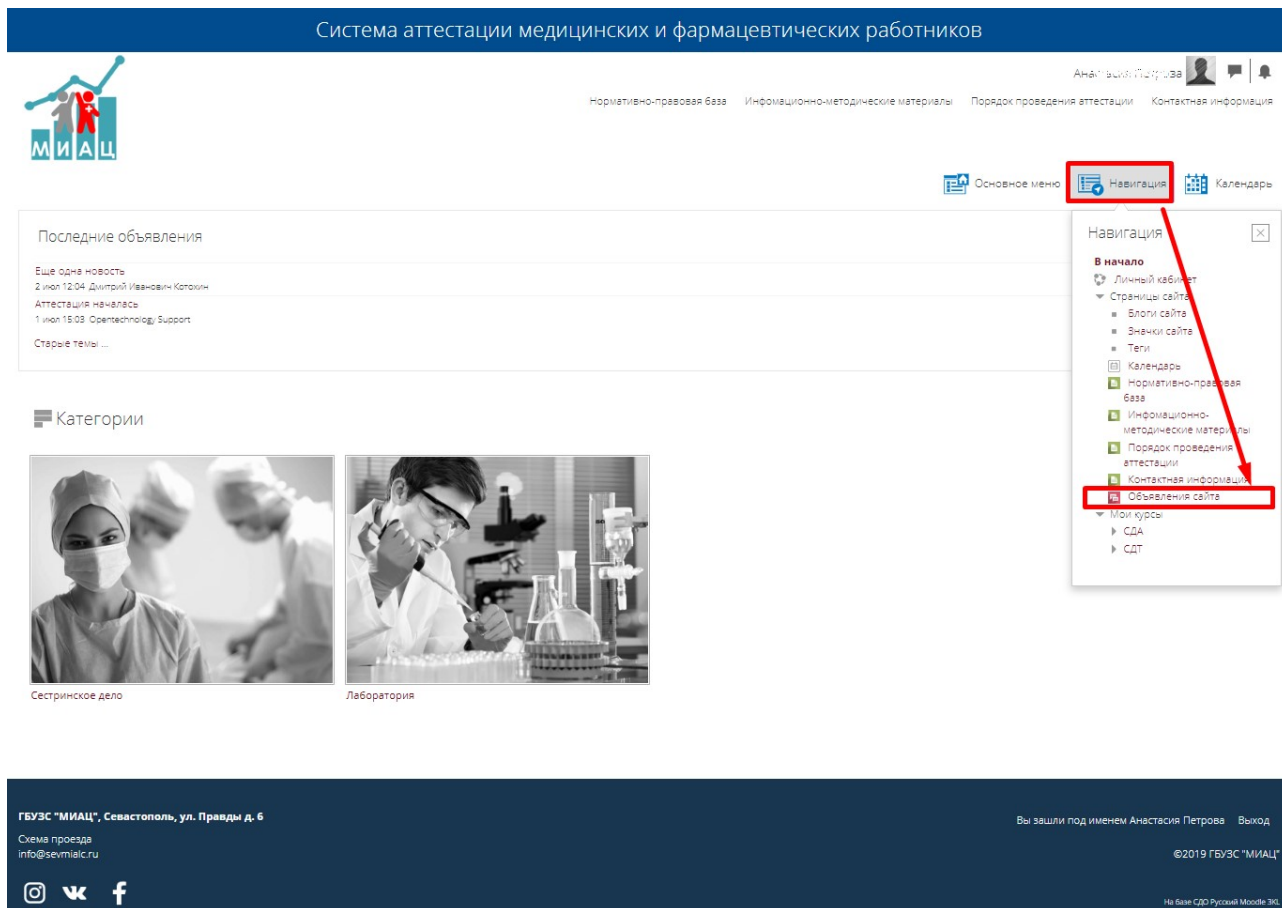 Система аттестации медицинских и фармацевтических работников
МИАЦ
Нормативно-правовая база Инфомационно-методические материалы Порядок проведения аттестации Контактная информация
Основное меню Навигация Календарь
Последние объявления
Еще одна новость
2 июл 12:04 Дмитрий Иванович Котохин
Аттестация началась
1 июл 15:03 Opentechnology Support
Старые темы ...
Навигация
В начало
Личный кабинет
Страницы сайта
Блоги сайта
Значки сайта
Теги
Календарь
Нормативно-правовая
база
Инфомационно-
методические материалы
Порядок проведения
аттестации
Контактная информация
Объявления сайта
Мои курсы
СДА
СДТ
Категории
Сестринское дело
Лаборатория
ГБУЗС "МИАЦ", Севастополь, ул. Правды д. 6
Схема проезда
info@sevmialc.ru
Вы зашли под именем Анастасия Петрова Выход
©2019 ГБУЗС "МИАЦ"
На базе СДО Русский Moodle 3KL